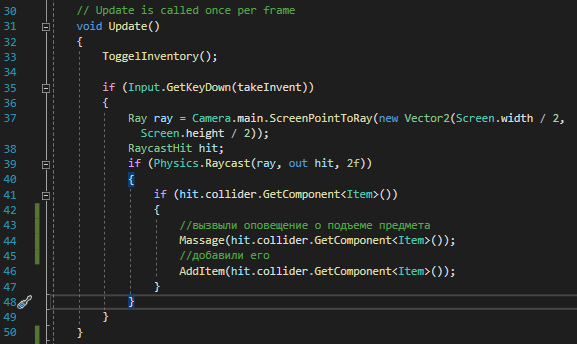 30 // Update is called once per frame
31 void Update()
32 {
33 ToggelInventory();
34
35 if (Input.GetKeyDown(takeInvent))
36 {
37 Ray ray = Camera.main.ScreenPointToRay(new Vector2(Screen.width / 2,
Screen.height / 2));
38 RaycastHit hit;
39 if (Physics.Raycast(ray, out hit, 2f))
40 {
41 if (hit.collider.GetComponent<Item>())
42 {
43 //вызвыли оповещение о подъеме предмета
44 Massage(hit.collider.GetComponent<Item>());
45 //добавили его
46 AddItem(hit.collider.GetComponent<Item>());
47 }
48 }
49 }
50 }